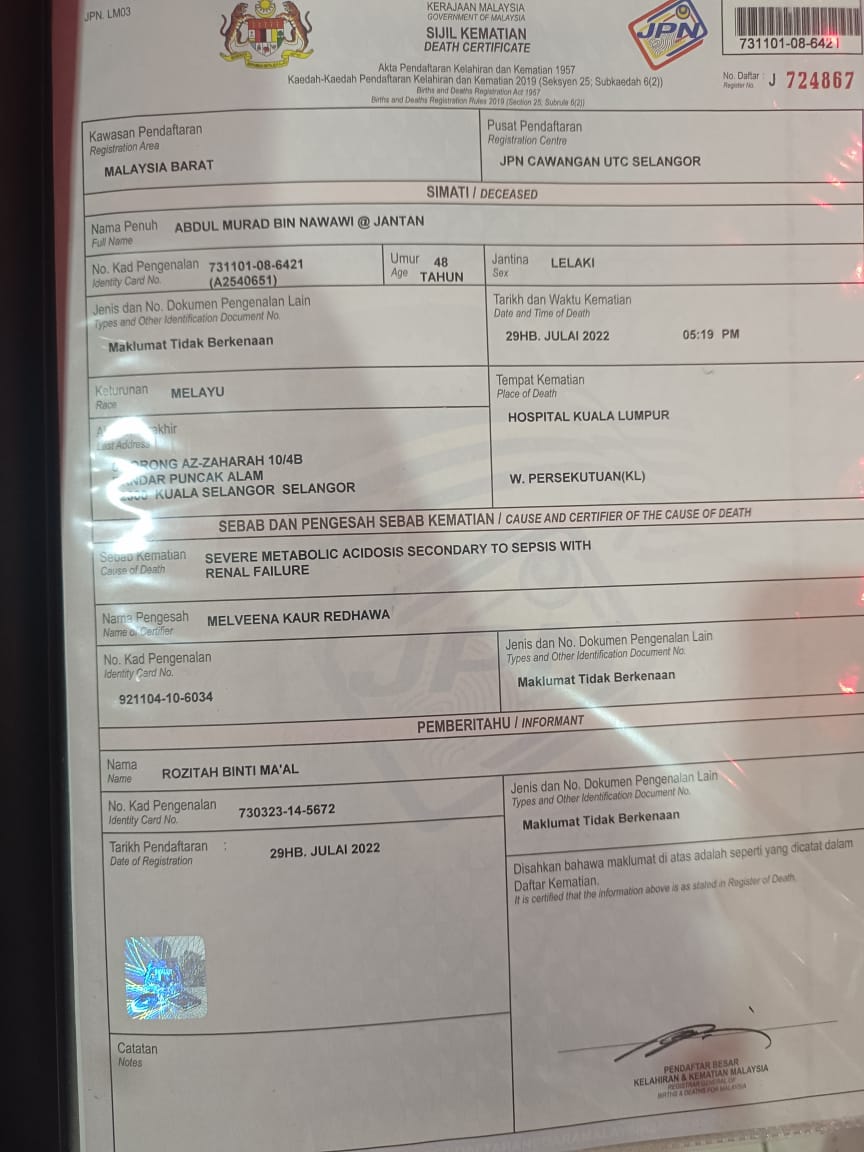 JPN. LM03
KERAJAAN MALAYSIA
GOVERNMENT OF MALAYSIA
SIJIL KEMATIAN
DEATH CERTIFICATE
JPN
731101-08-6421
Akta Pendaftaran Kelahiran dan Kematian 1957
Kaedah-Kaedah Pendaftaran Kelahiran dan Kematian 2019 (Seksyen 25; Subkaedah 6(2))
Births and Deaths Registration Act 1957
Births and Deaths Registration Rules 2019 (Section 25; Subrule 6(2))
No. Daftar : J 724867
Register No.
Kawasan Pendaftaran
Registration Area
MALAYSIA BARAT
Pusat Pendaftaran
Registration Centre
JPN CAWANGAN UTC SELANGOR
SIMATI / DECEASED
Nama Penuh ABDUL MURAD BIN NAWAWI @ JANTAN
Full Name
No. Kad Pengenalan 731101-08-6421
Identity Card No. (A2540651)
Umur 48
Age TAHUN
Jantina LELAKI
Sex
Jenis dan No. Dokumen Pengenalan Lain
Types and Other Identification Document No.
Maklumat Tidak Berkenaan
Tarikh dan Waktu Kematian
Date and Time of Death
29HB. JULAI 2022 05:19 PM
Keturunan MELAYU
Race
Tempat Kematian
Place of Death
HOSPITAL KUALA LUMPUR
W. PERSEKUTUAN(KL)
Last Address
AZ-ZAHARAH 10/4B
PUNCAK ALAM
KUALA SELANGOR SELANGOR
SEBAB DAN PENGESAH SEBAB KEMATIAN / CAUSE AND CERTIFIER OF THE CAUSE OF DEATH
Sebab Kematian SEVERE METABOLIC ACIDOSIS SECONDARY TO SEPSIS WITH
Cause of Death RENAL FAILURE
Nama Pengesah MELVEENA KAUR REDHAWA
Name of Certifier
No. Kad Pengenalan
Identity Card No.
921104-10-6034
Jenis dan No. Dokumen Pengenalan Lain
Types and Other Identification Document No.
Maklumat Tidak Berkenaan
PEMBERITAHU / INFORMANT
Nama ROZITAH BINTI MA'AL
Name
No. Kad Pengenalan 730323-14-5672
Identity Card No.
Jenis dan No. Dokumen Pengenalan Lain
Types and Other Identification Document No.
Maklumat Tidak Berkenaan
Tarikh Pendaftaran : 29HB. JULAI 2022
Date of Registration
Disahkan bahawa maklumat di atas adalah seperti yang dicatat dalam
Daftar Kematian.
It is certified that the information above is as stated in Register of Death.
Catatan
Notes
PENDAFTAR BESAR
KELAHIRAN & KEMATIAN MALAYSIA
REGISTRAR GENERAL OF
BIRTHS & DEATHS FOR MALAYSIA